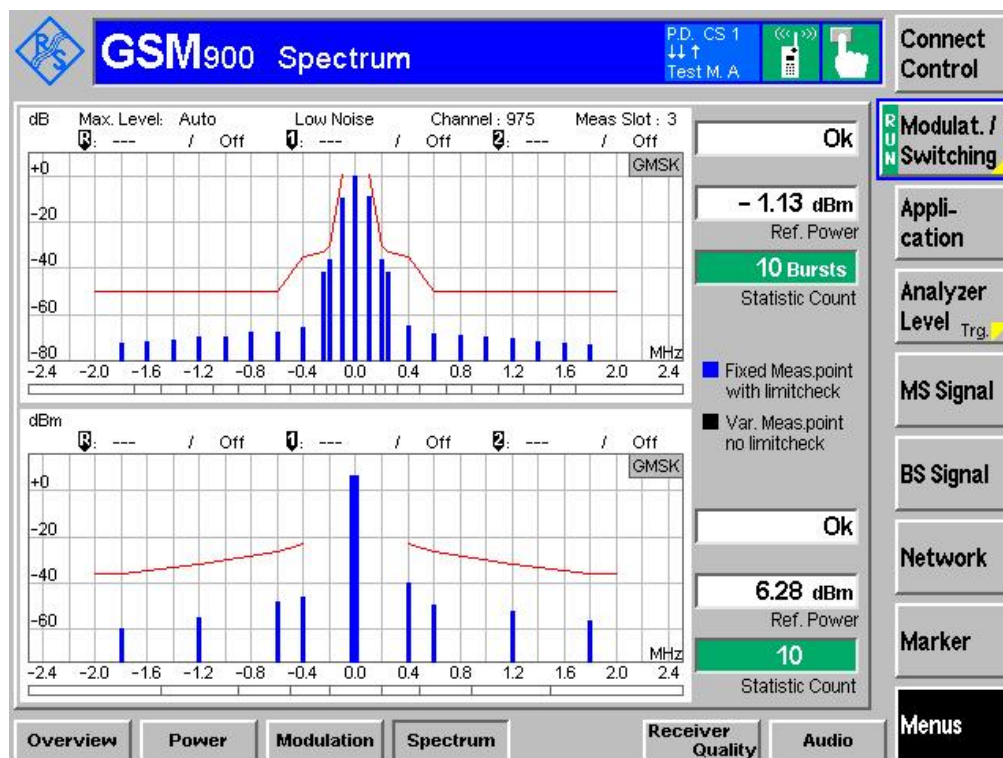 R&S
GSM900 Spectrum
P.D. CS 1
↓↓ ↑
Test M. A
Connect Control
RUN
Modulat. / Switching
Appli-
cation
Analyzer
Level Trg.
MS Signal
BS Signal
Network
Marker
Menus
dB Max. Level: Auto Low Noise Channel : 975 Meas Slot : 3
R: --- / Off 1: --- / Off 2: --- / Off
GMSK
+0
-20
-40
-60
-80
MHz
-2.4 -2.0 -1.6 -1.2 -0.8 -0.4 0.0 0.4 0.8 1.2 1.6 2.0 2.4
Ok
– 1.13 dBm
Ref. Power
10 Bursts
Statistic Count
Fixed Meas.point
with limitcheck
Var. Meas.point
no limitcheck
dBm
R: --- / Off 1: --- / Off 2: --- / Off
GMSK
+0
-20
-40
-60
MHz
-2.4 -2.0 -1.6 -1.2 -0.8 -0.4 0.0 0.4 0.8 1.2 1.6 2.0 2.4
Ok
6.28 dBm
Ref. Power
10
Statistic Count
Overview
Power
Modulation
Spectrum
Receiver
Quality
Audio